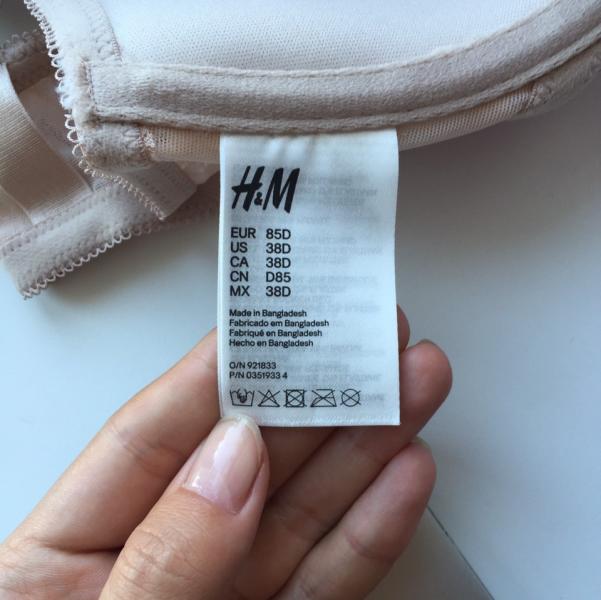 H&M
EUR 85D
US 38D
CA 38D
CN D85
MX 38D
Made in Bangladesh
Fabricado em Bangladesh
Fabriqué en Bangladesh
Hecho en Bangladesh
O/N 921833
P/N 0351933 4